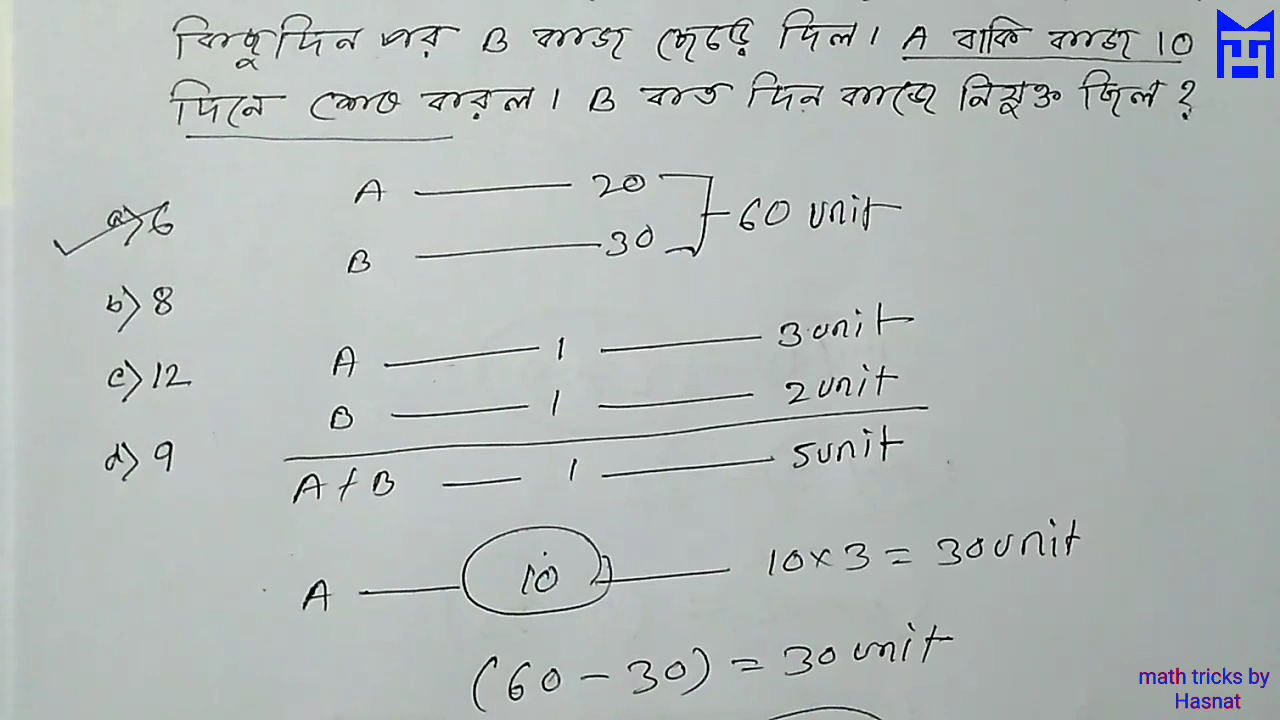 কিছুদিন পর B কাজ ছেড়ে দিল। A বাকি কাজ 10
দিনে শেষ করল। B কত দিন কাজে নিযুক্ত ছিল ?
A — 20
B — 30
60 unit
a) 6
b) 8
c) 12
d) 9
A — 1 — 3 unit
B — 1 — 2 unit
A + B — 1 — 5 unit
A — 10 — 10 × 3 = 30 unit
(60 - 30) = 30 unit
math tricks by
Hasnat